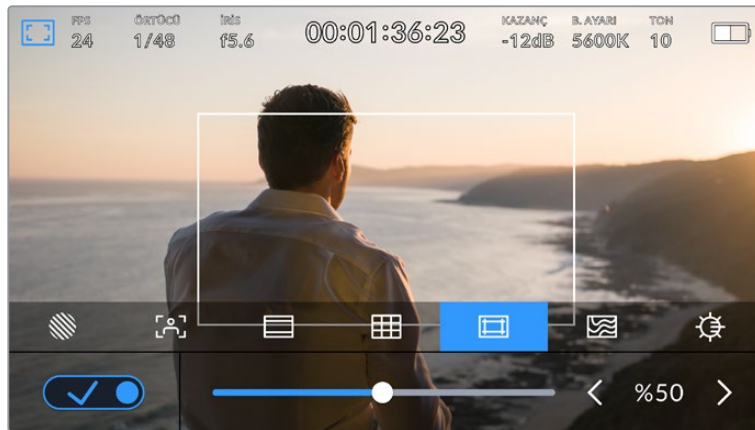 FPS ÖRTÜCÜ İRİS 00:01:36:23 KAZANÇ B. AYARI TON
24 1/48 f5.6 -12dB 5600K 10
%50